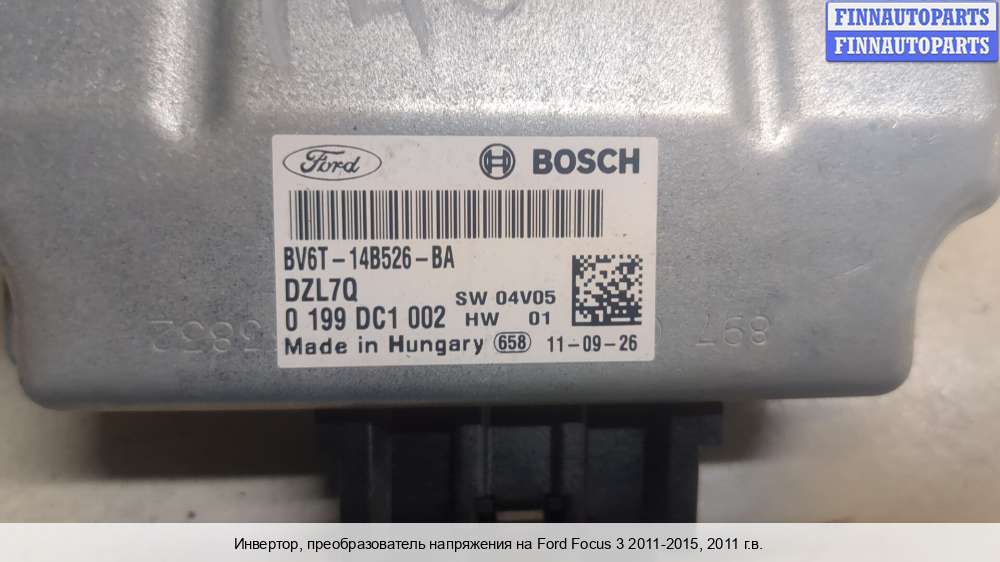 FINNAUTOPARTS
FINNAUTOPARTS
Ford BOSCH
BV6T-14B526-BA
DZL7Q
SW 04V05
0 199 DC1 002 HW 01
Made in Hungary 658 11-09-26
Инвертор, преобразователь напряжения на Ford Focus 3 2011-2015, 2011 г.в.